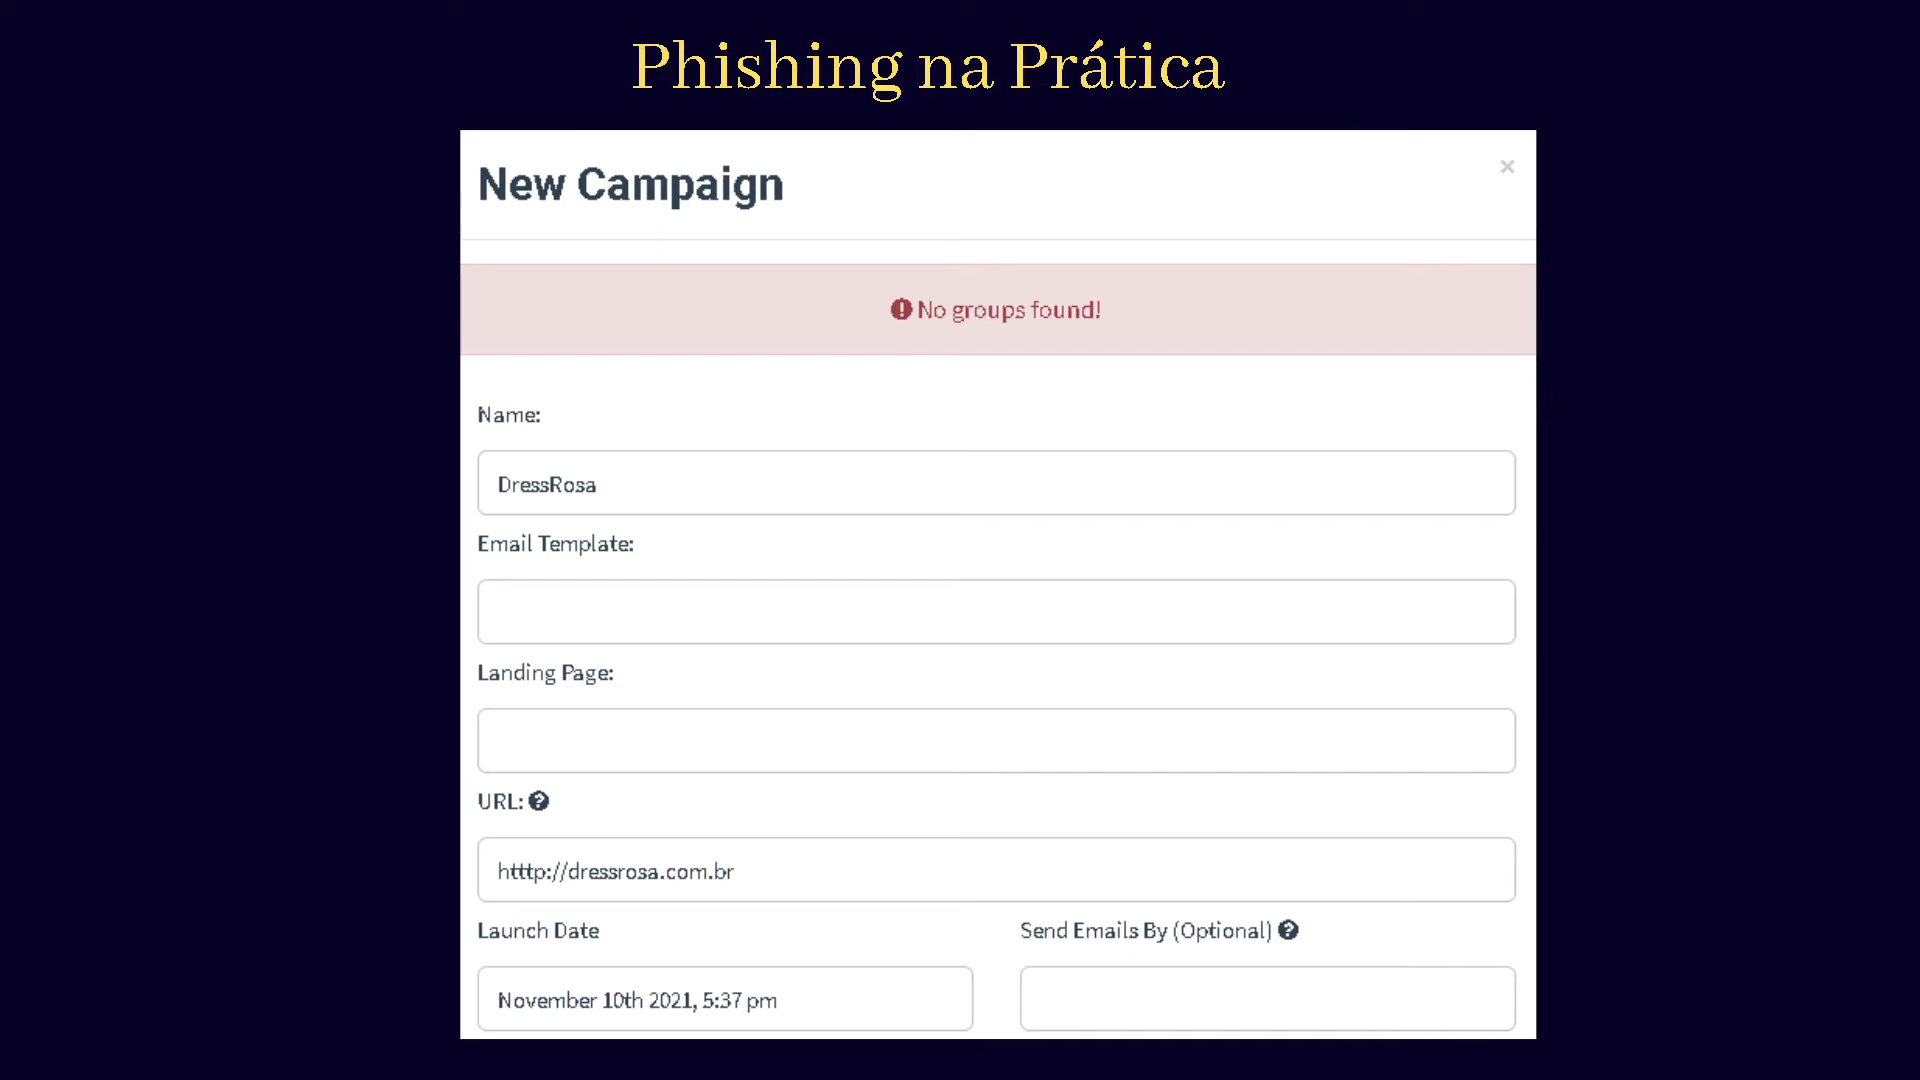 Phishing na Prática
New Campaign
×
No groups found!
Name:
DressRosa
Email Template:
Landing Page:
URL:
htttp://dressrosa.com.br
Launch Date
Send Emails By (Optional)
November 10th 2021, 5:37 pm